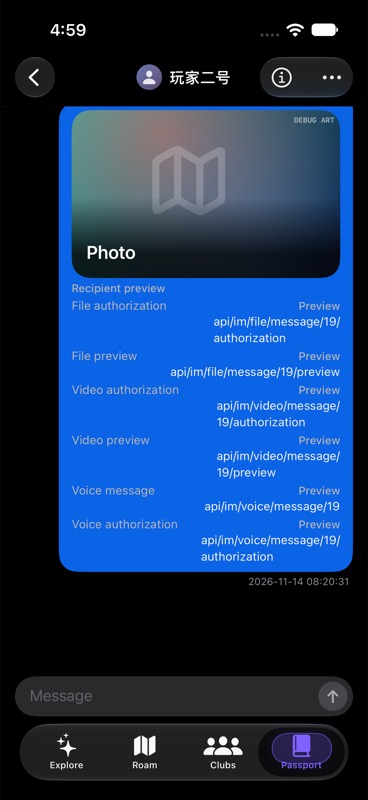 4:59
玩家二号
DEBUG ART
Photo
Recipient preview
File authorization Preview
api/im/file/message/19/
authorization
File preview Preview
api/im/file/message/19/preview
Video authorization Preview
api/im/video/message/
19/authorization
Video preview Preview
api/im/video/message/
19/preview
Voice message Preview
api/im/voice/message/19
Voice authorization Preview
api/im/voice/message/19/
authorization
2026-11-14 08:20:31
Message
Explore Roam Clubs Passport